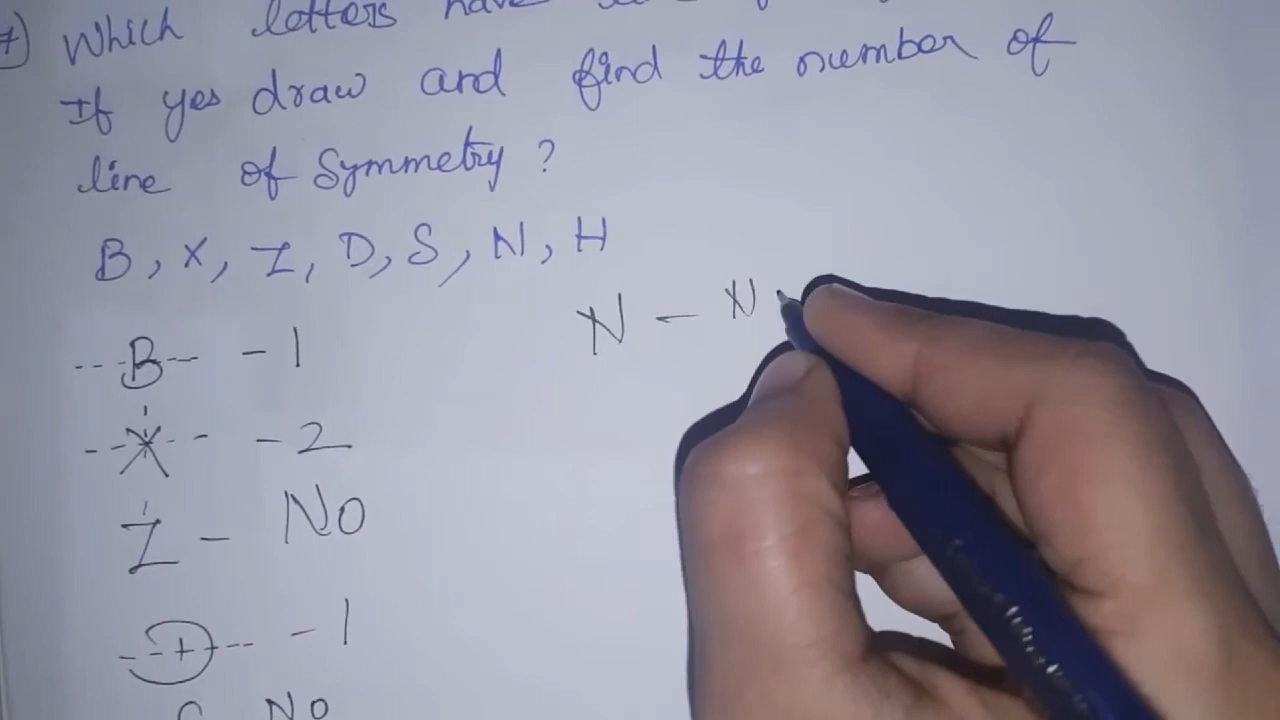 7) Which letters have
If yes draw and find the number of
line of Symmetry ?
B, X, Z, D, S, N, H
B - 1
X - 2
Z - No
D - 1
S No
N - N